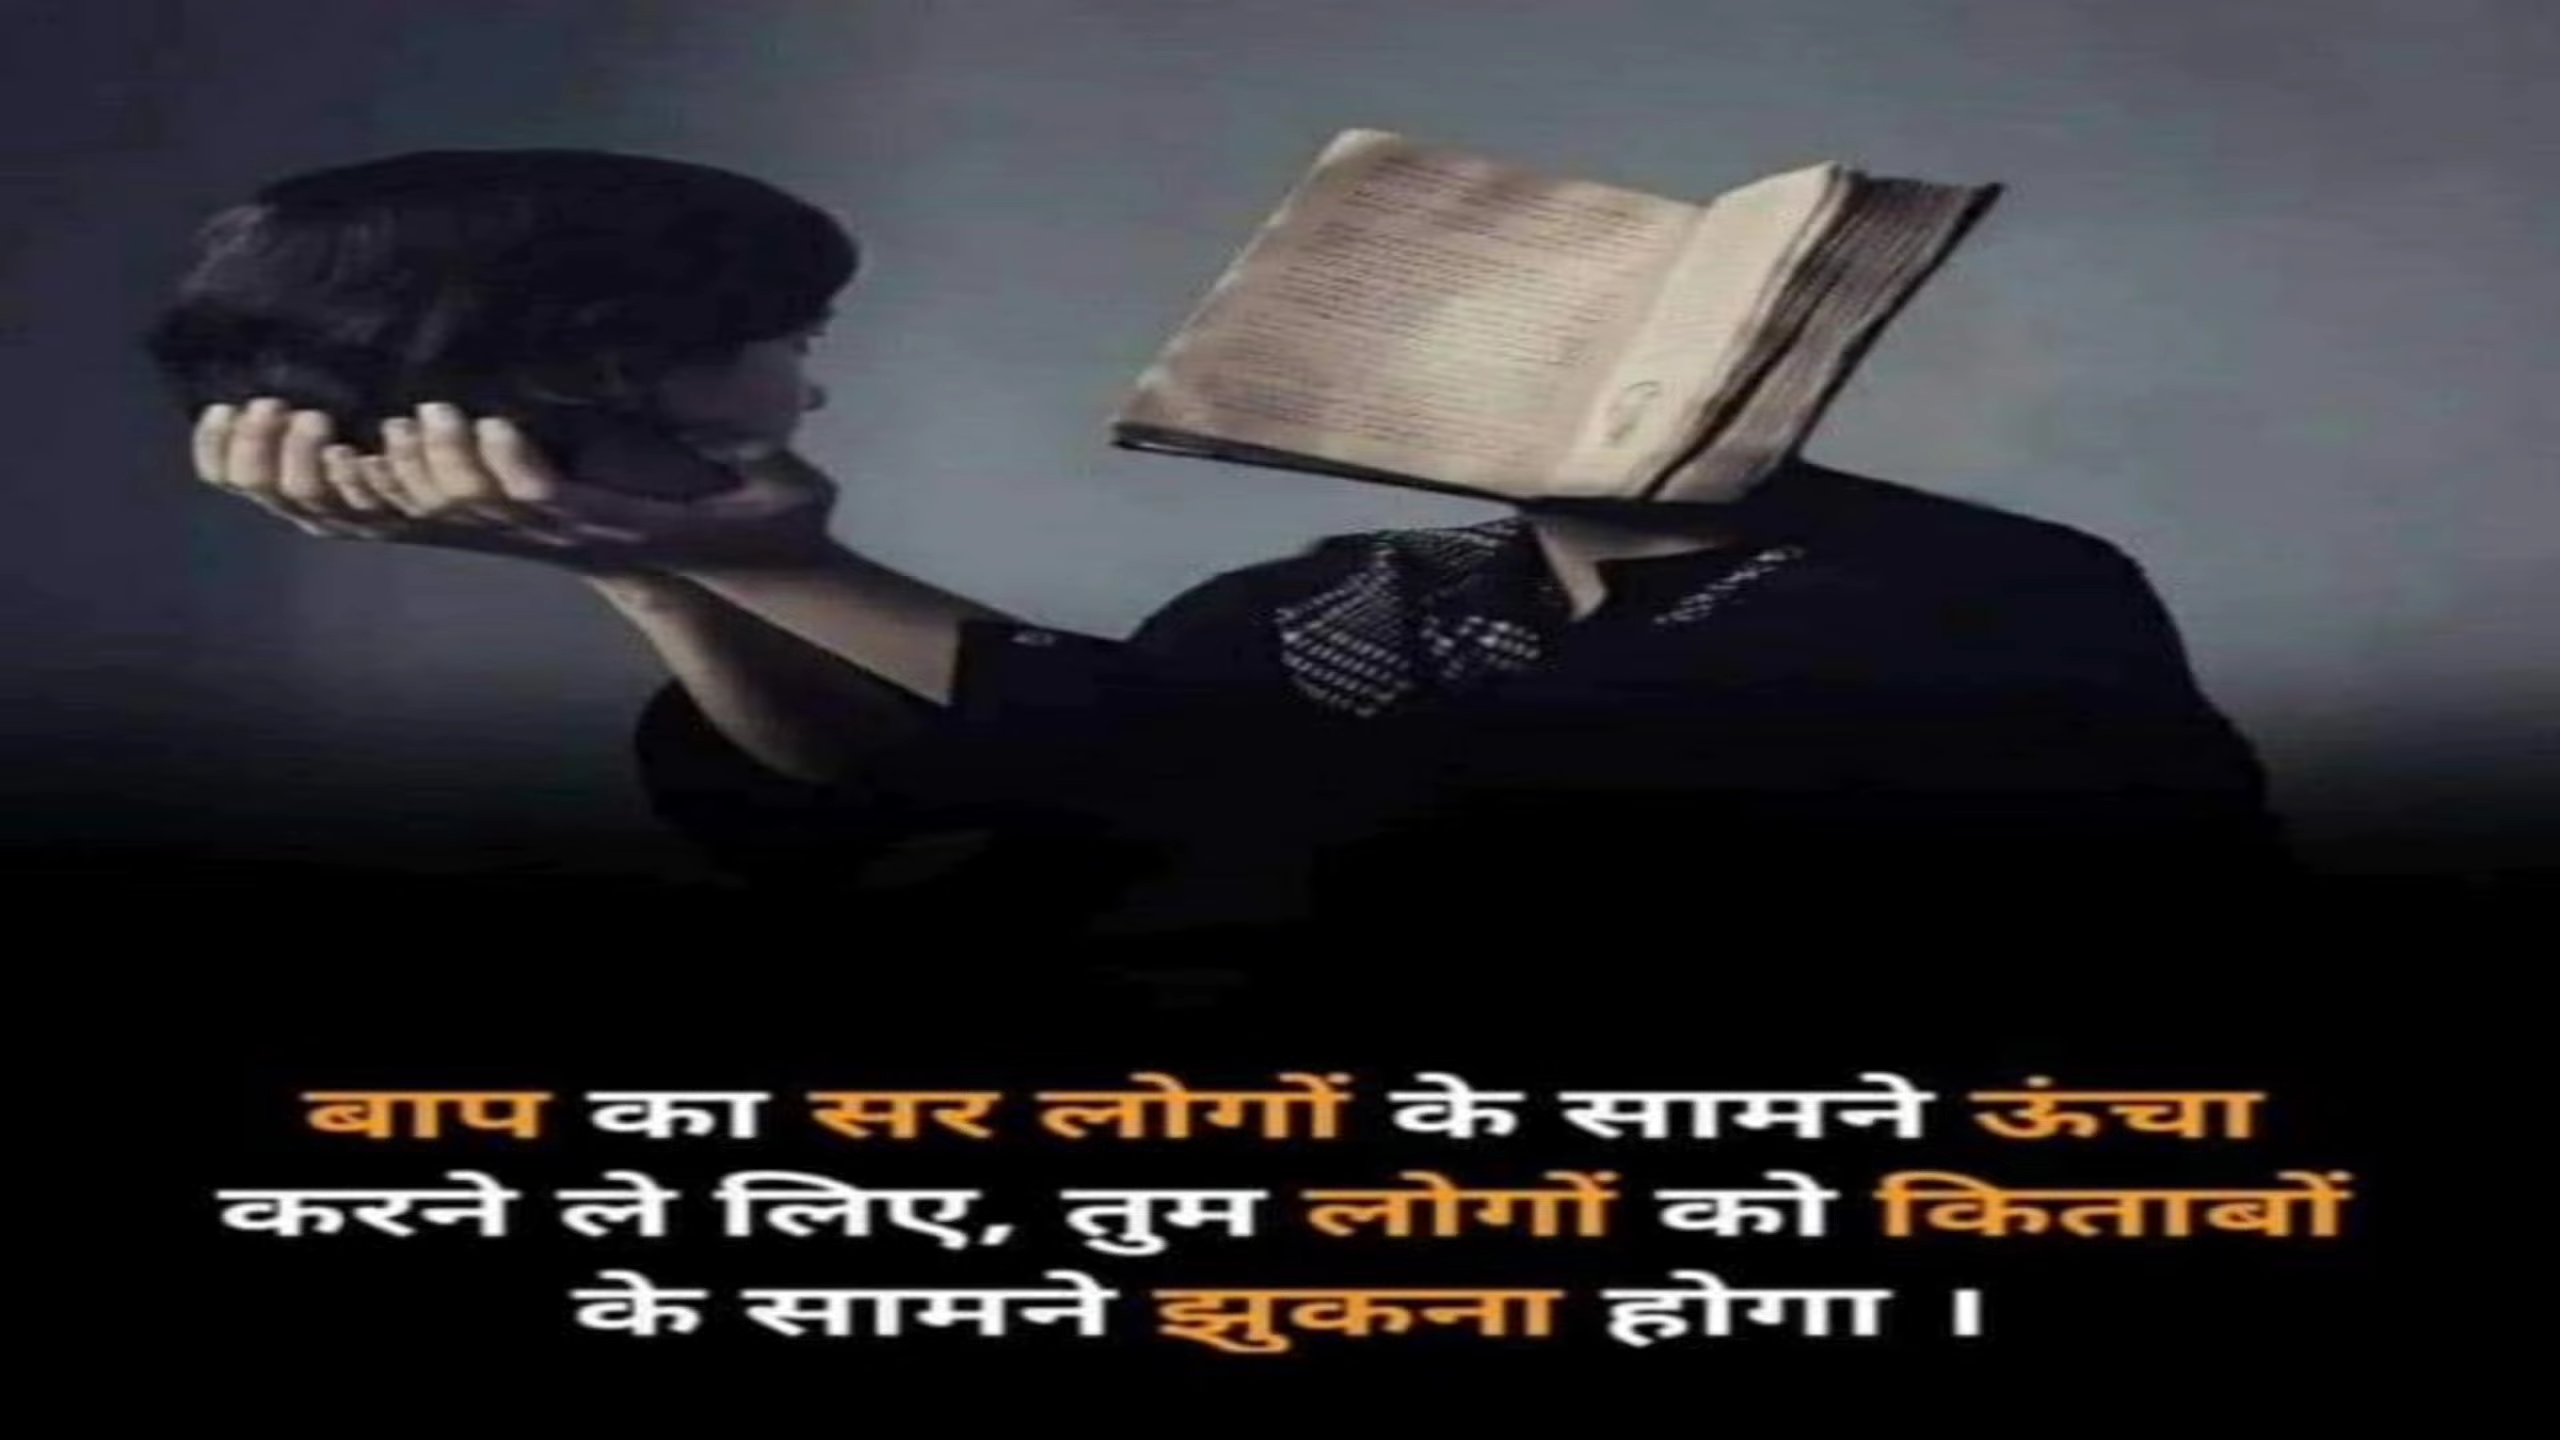 बाप का सर लोगों के सामने ऊंचा
करने ले लिए, तुम लोगों को किताबों
के सामने झुकना होगा ।